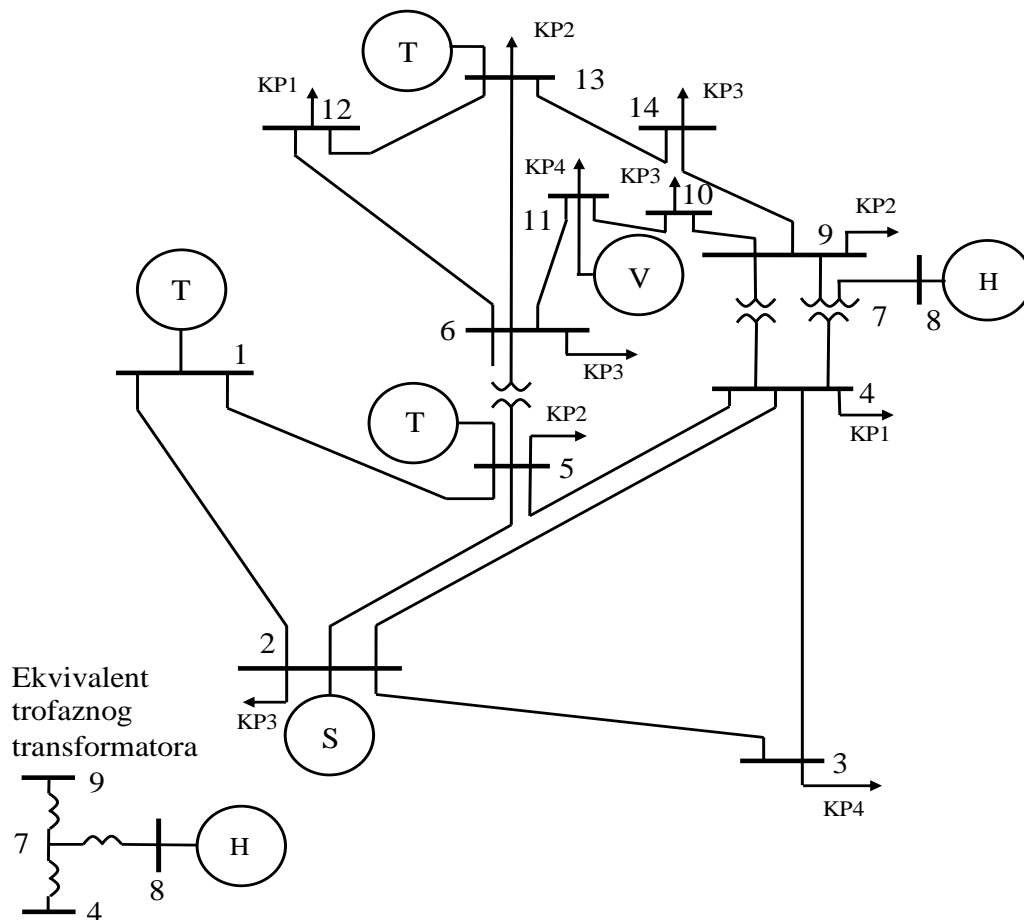 T
KP2
13
KP1
12
14
KP3
KP4
KP3
10
11
KP2
9
T
V
H
6
7
8
1
KP3
4
KP2
KP1
T
5
2
Ekvivalent
trofaznog
transformatora
KP3
S
3
KP4
9
7
H
8
4